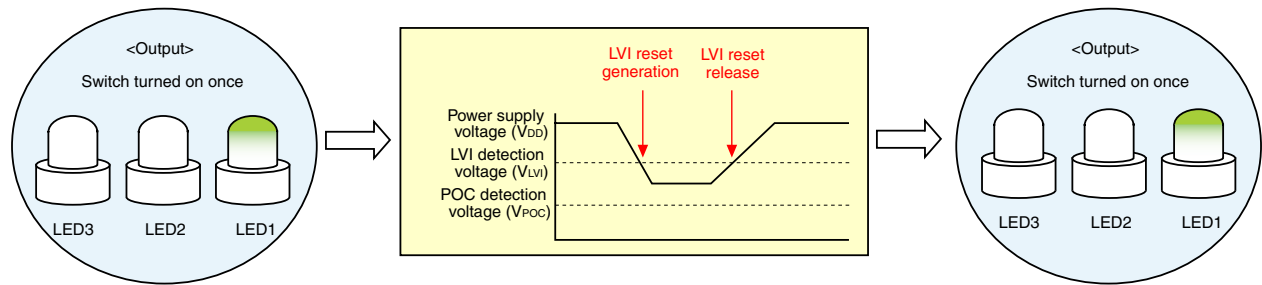 <Output>
Switch turned on once
LED3
LED2
LED1
LVI reset
generation
LVI reset
release
Power supply
voltage (VDD)
LVI detection
voltage (VLVI)
POC detection
voltage (VPOC)
<Output>
Switch turned on once
LED3
LED2
LED1